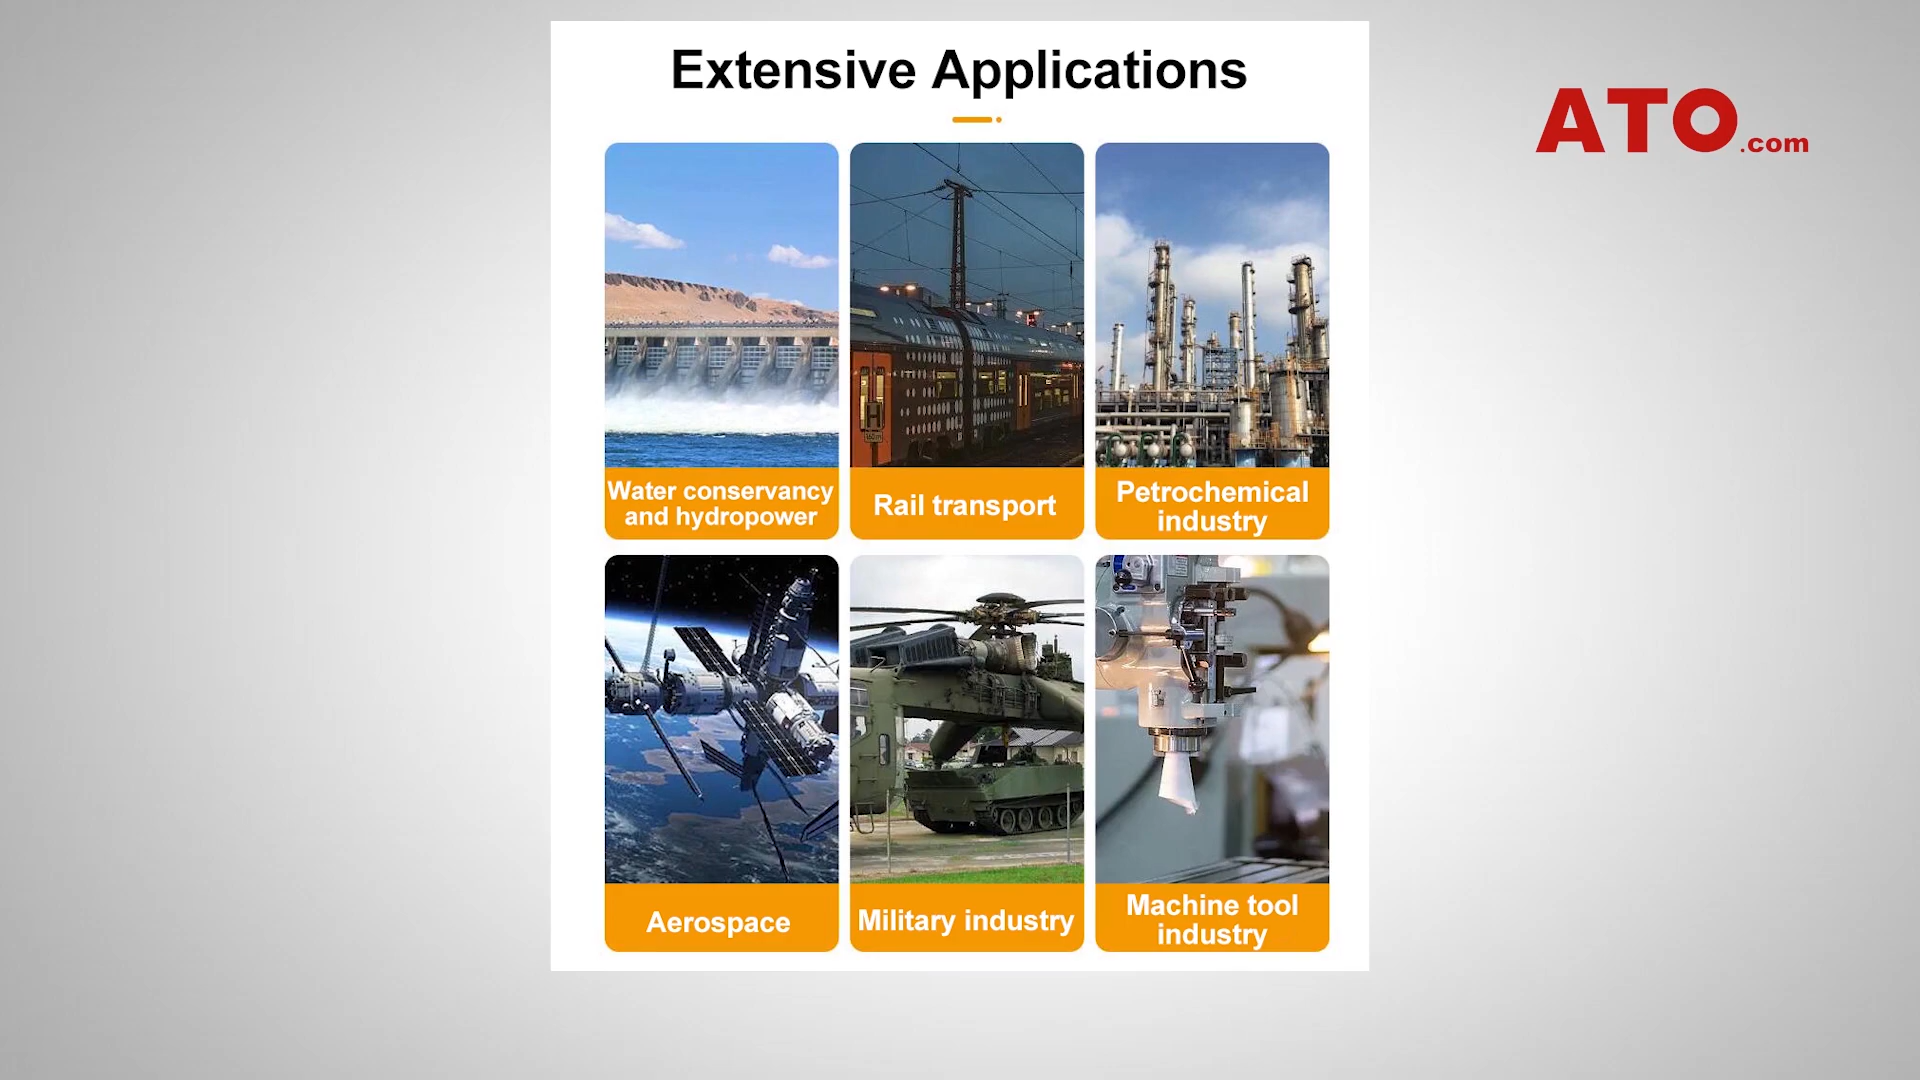 Extensive Applications
ATO.com
Water conservancy
and hydropower
Rail transport
Petrochemical
industry
H
Aerospace
Military industry
Machine tool
industry